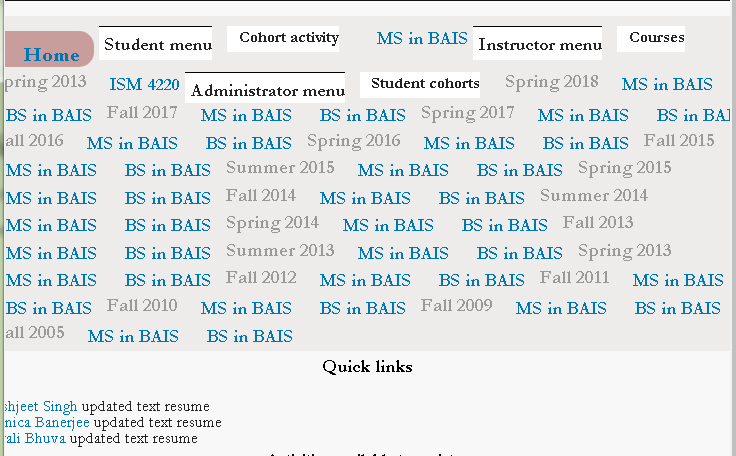 Home Student menu Cohort activity MS in BAIS Instructor menu Courses
pring 2013 ISM 4220 Administrator menu Student cohorts Spring 2018 MS in BAIS
BS in BAIS Fall 2017 MS in BAIS BS in BAIS Spring 2017 MS in BAIS BS in BAI
all 2016 MS in BAIS BS in BAIS Spring 2016 MS in BAIS BS in BAIS Fall 2015
MS in BAIS BS in BAIS Summer 2015 MS in BAIS BS in BAIS Spring 2015
MS in BAIS BS in BAIS Fall 2014 MS in BAIS BS in BAIS Summer 2014
MS in BAIS BS in BAIS Spring 2014 MS in BAIS BS in BAIS Fall 2013
MS in BAIS BS in BAIS Summer 2013 MS in BAIS BS in BAIS Spring 2013
MS in BAIS BS in BAIS Fall 2012 MS in BAIS BS in BAIS Fall 2011 MS in BAIS
BS in BAIS Fall 2010 MS in BAIS BS in BAIS Fall 2009 MS in BAIS BS in BAIS
all 2005 MS in BAIS BS in BAIS
Quick links
shjeet Singh updated text resume
nica Banerjee updated text resume
ali Bhuva updated text resume